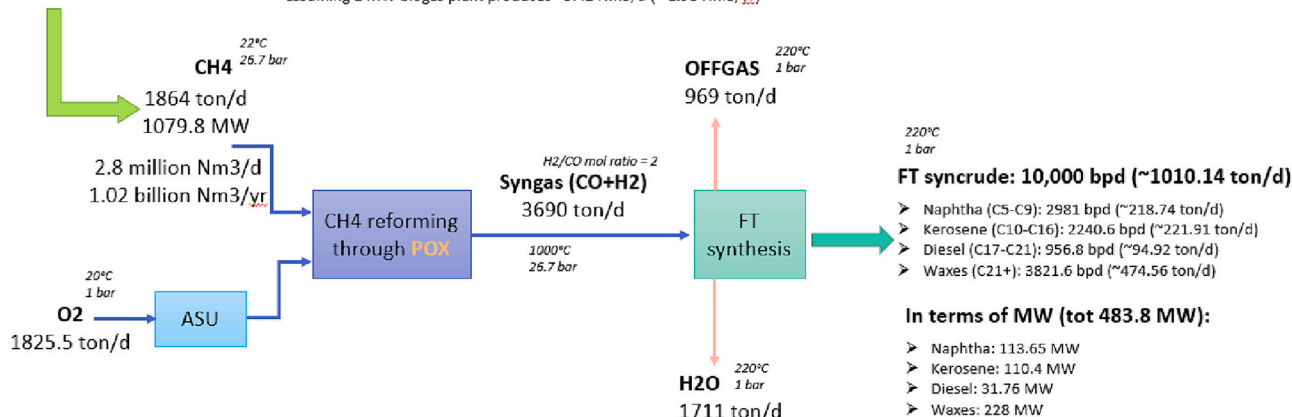 22°C
26.7 bar
CH4
1864 ton/d
1079.8 MW
2.8 million Nm3/d
1.02 billion Nm3/yr
20°C
1 bar
O2
1825.5 ton/d
ASU
CH4 reforming
through POX
H2/CO mol ratio = 2
Syngas (CO+H2)
3690 ton/d
1000°C
26.7 bar
220°C
1 bar
OFFGAS
969 ton/d
FT
synthesis
220°C
1 bar
H2O
1711 ton/d
220°C
1 bar
FT syncrude: 10,000 bpd (~1010.14 ton/d)
➢ Naphtha (C5-C9): 2981 bpd (~218.74 ton/d)
➢ Kerosene (C10-C16): 2240.6 bpd (~221.91 ton/d)
➢ Diesel (C17-C21): 956.8 bpd (~94.92 ton/d)
➢ Waxes (C21+): 3821.6 bpd (~474.56 ton/d)
In terms of MW (tot 483.8 MW):
➢ Naphtha: 113.65 MW
➢ Kerosene: 110.4 MW
➢ Diesel: 31.76 MW
➢ Waxes: 228 MW